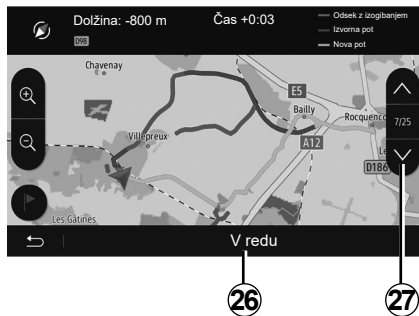 Dolžina: -800 m
Čas +0:03
Odsek z izogibanjem
Izvorna pot
Nova pot
D98
Chavenay
E5
Bailly
Rocquenc
7/25
Villepreux
A12
Le
D186
Les Gâtines
V redu
26
27